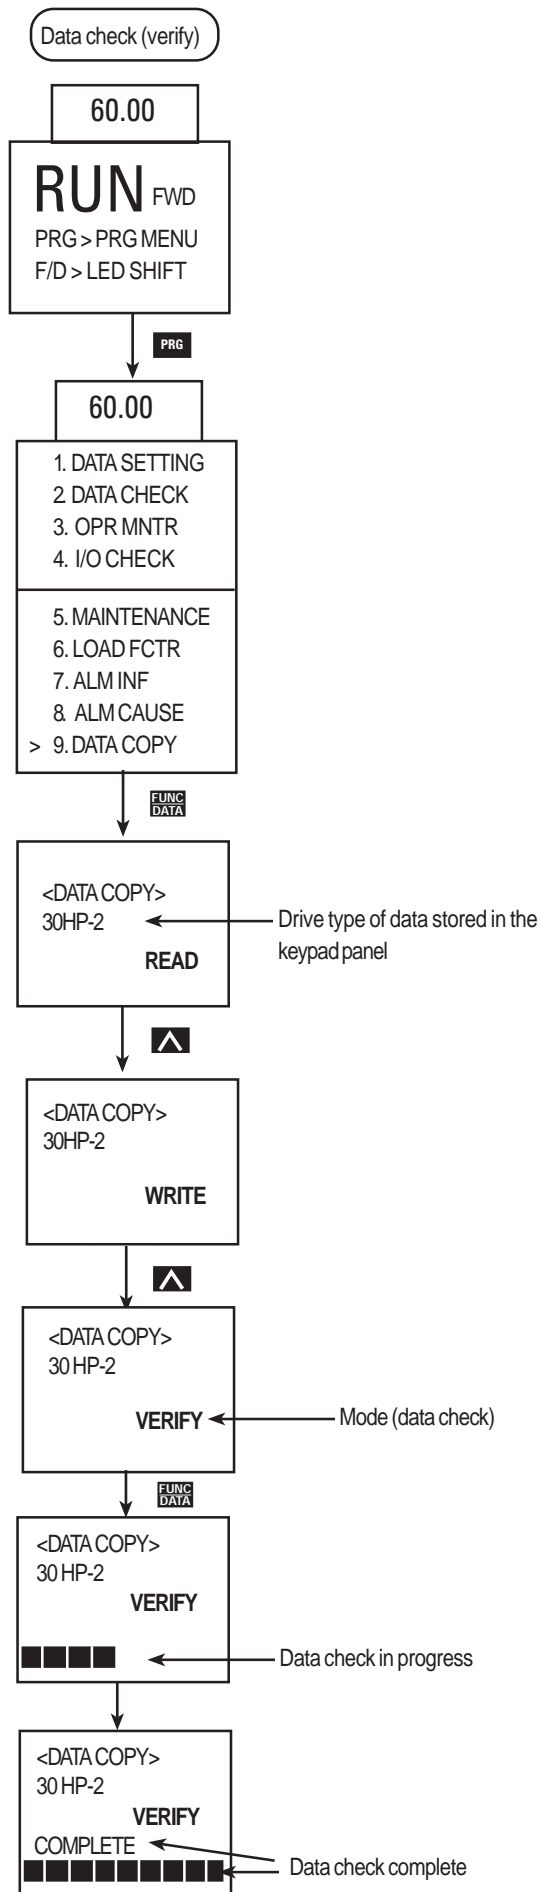 Data check (verify)
60.00
RUN FWD
PRG > PRG MENU
F/D > LED SHIFT
PRG
60.00
1. DATA SETTING
2. DATA CHECK
3. OPR MNTR
4. I/O CHECK
5. MAINTENANCE
6. LOAD FCTR
7. ALM INF
8. ALM CAUSE
> 9. DATA COPY
FUNC
DATA
<DATA COPY>
30HP-2
READ
Drive type of data stored in the
keypad panel
<DATA COPY>
30HP-2
WRITE
<DATA COPY>
30 HP-2
VERIFY
Mode (data check)
FUNC
DATA
<DATA COPY>
30 HP-2
VERIFY
Data check in progress
<DATA COPY>
30 HP-2
VERIFY
COMPLETE
Data check complete